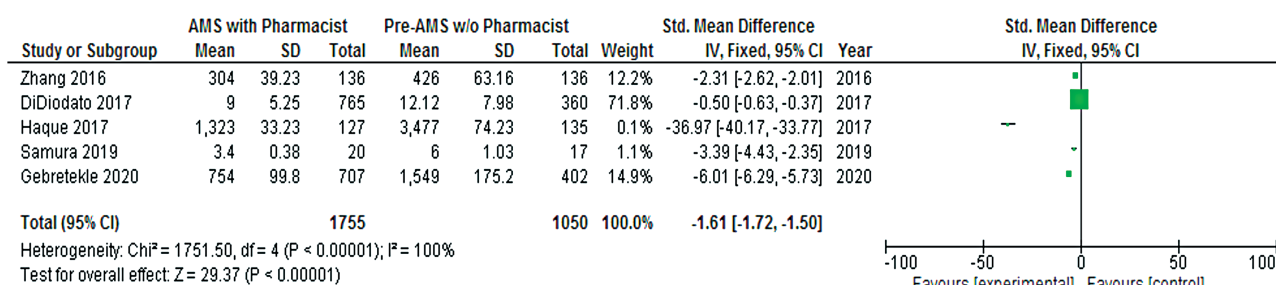 AMS with Pharmacist Pre-AMS w/o Pharmacist Std. Mean Difference Std. Mean Difference
Study or Subgroup Mean SD Total Mean SD Total Weight IV, Fixed, 95% CI Year IV, Fixed, 95% CI
Zhang 2016 304 39.23 136 426 63.16 136 12.2% -2.31 [-2.62, -2.01] 2016
DiDiodato 2017 9 5.25 765 12.12 7.98 360 71.8% -0.50 [-0.63, -0.37] 2017
Haque 2017 1,323 33.23 127 3,477 74.23 135 0.1% -36.97 [-40.17, -33.77] 2017
Samura 2019 3.4 0.38 20 6 1.03 17 1.1% -3.39 [-4.43, -2.35] 2019
Gebretekle 2020 754 99.8 707 1,549 175.2 402 14.9% -6.01 [-6.29, -5.73] 2020
Total (95% CI) 1755 1050 100.0% -1.61 [-1.72, -1.50]
Heterogeneity: Chi² = 1751.50, df = 4 (P < 0.00001); I² = 100%
Test for overall effect: Z = 29.37 (P < 0.00001)
-100 -50 0 50 100
Favours [experimental] Favours [control]